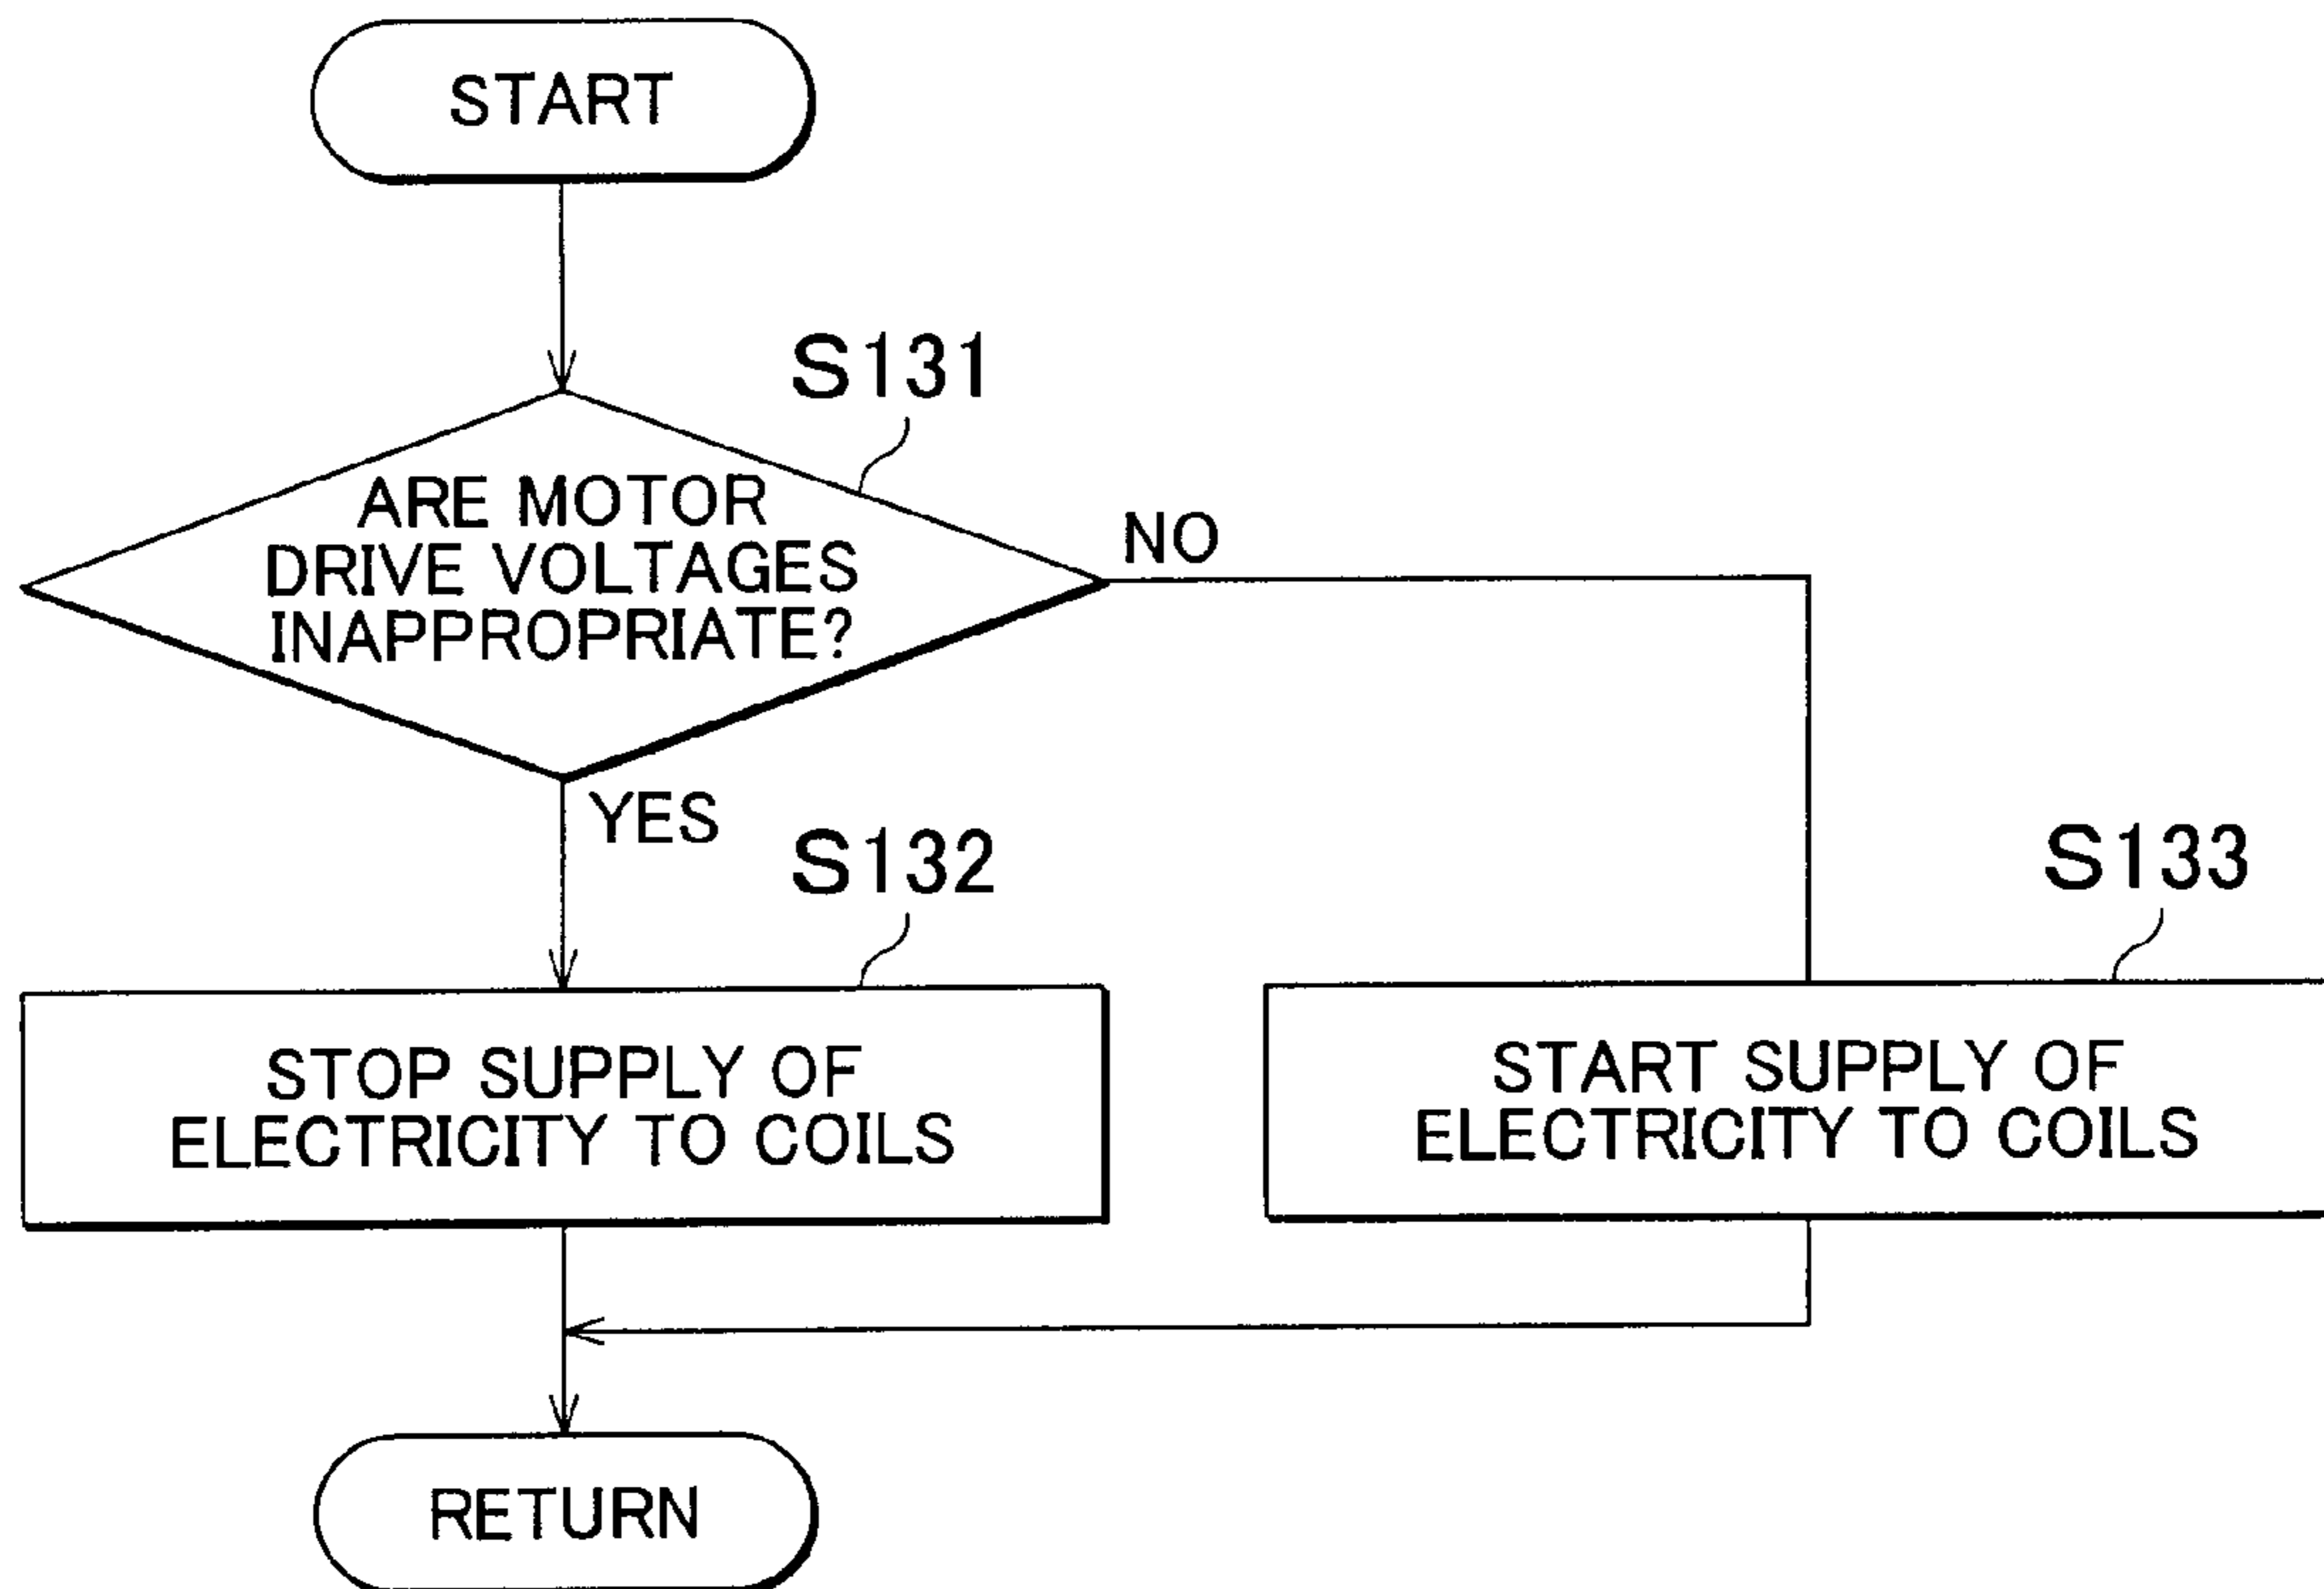 START
S131
ARE MOTOR
DRIVE VOLTAGES
INAPPROPRIATE?
NO
YES
S132
S133
STOP SUPPLY OF
ELECTRICITY TO COILS
START SUPPLY OF
ELECTRICITY TO COILS
RETURN